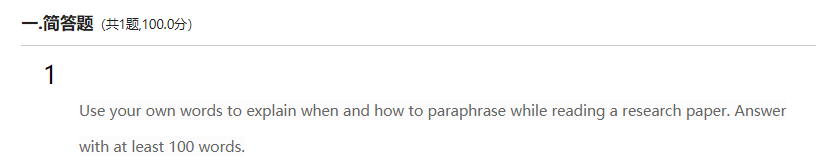 一.简答题（共1题,100.0分）
1
Use your own words to explain when and how to paraphrase while reading a research paper. Answer
with at least 100 words.